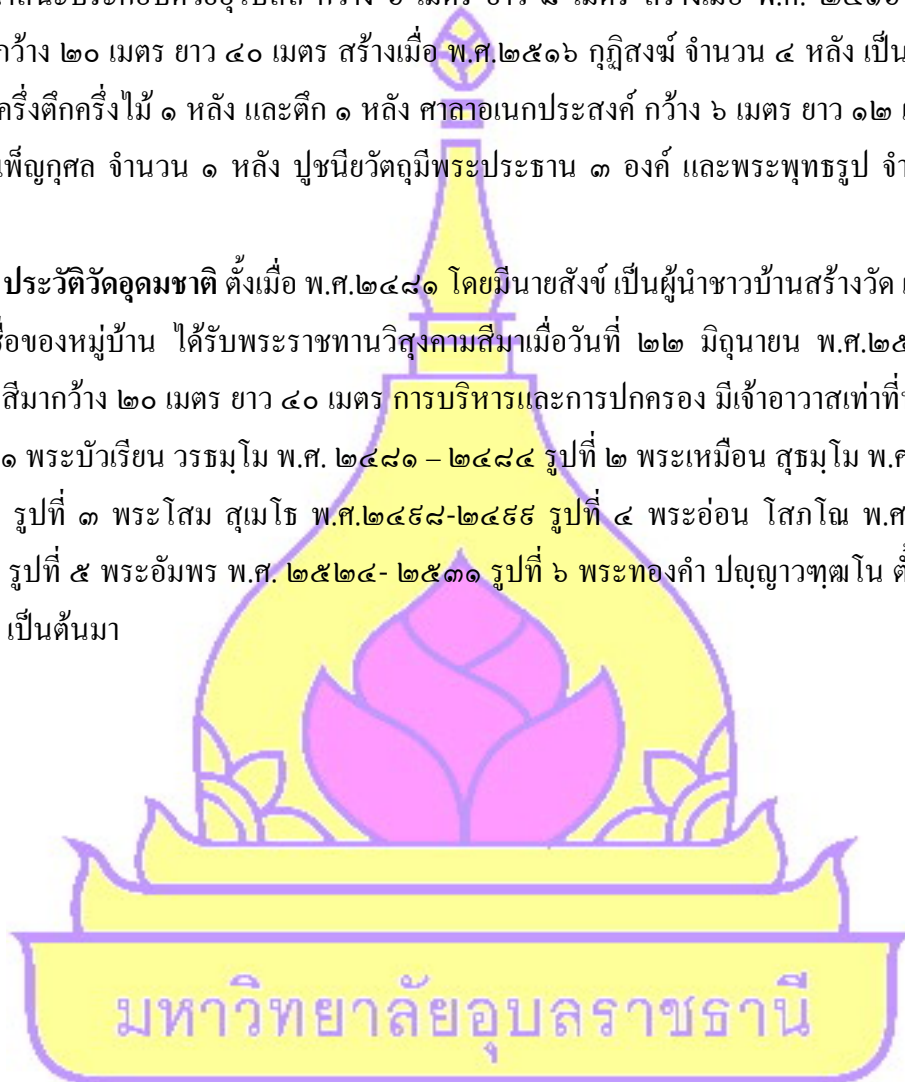 กว้าง ๒๐ เมตร ยาว ๔๐ เมตร สร้างเมื่อ พ.ศ.๒๕๑๖ กุฏิสงฆ์ จำนวน ๔ หลัง เป็น
ครึ่งตึกครึ่งไม้ ๑ หลัง และตึก ๑ หลัง ศาลาอเนกประสงค์ กว้าง ๖ เมตร ยาว ๑๒
เพ็ญกุศล จำนวน ๑ หลัง ปูชนียวัตถุมีพระประธาน ๓ องค์ และพระพุทธรูป
ประวัติวัดอุดมชาติ ตั้งเมื่อ พ.ศ.๒๔๘๑ โดยมีนายสังข์ เป็นผู้นำชาวบ้านสร้างวัด
ชื่อของหมู่บ้าน ได้รับพระราชทานวิสุงคามสีมาเมื่อวันที่ ๒๒ มิถุนายน พ.ศ.๒๕
สีมากว้าง ๒๐ เมตร ยาว ๔๐ เมตร การบริหารและการปกครอง มีเจ้าอาวาสเท่าที่
๑ พระบัวเรียน วรธมฺโม พ.ศ. ๒๔๘๑ – ๒๔๘๔ รูปที่ ๒ พระเหมือน สุธมฺโม พ.ศ
รูปที่ ๓ พระโสม สุเมโธ พ.ศ.๒๔๙๘-๒๔๙๙ รูปที่ ๔ พระอ่อน โสภโณ พ.ศ
รูปที่ ๕ พระอัมพร พ.ศ. ๒๕๒๔- ๒๕๓๑ รูปที่ ๖ พระทองคำ ปญฺญาวฑฺฒโน
เป็นต้นมา
มหาวิทยาลัยอุบลราชธานี